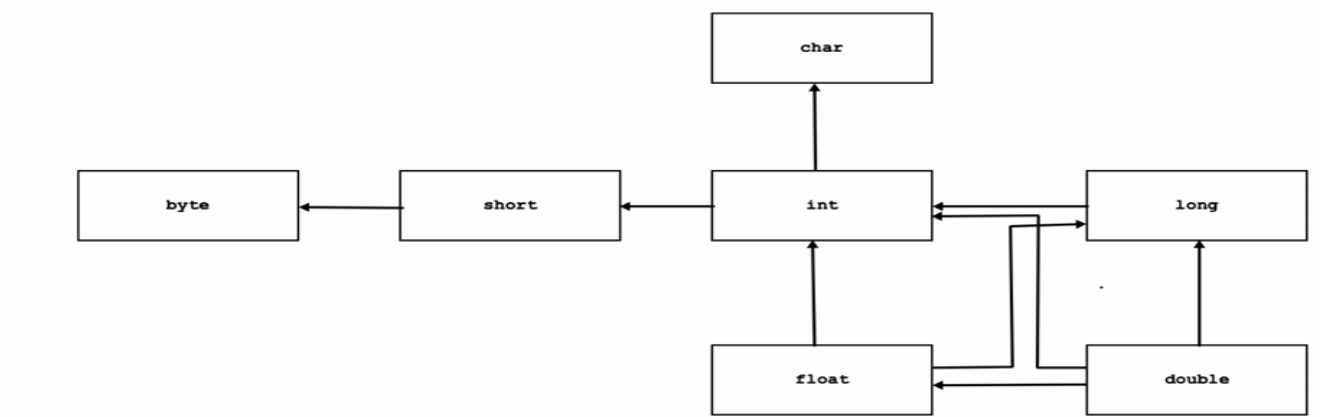 char
byte
short
int
long
float
double